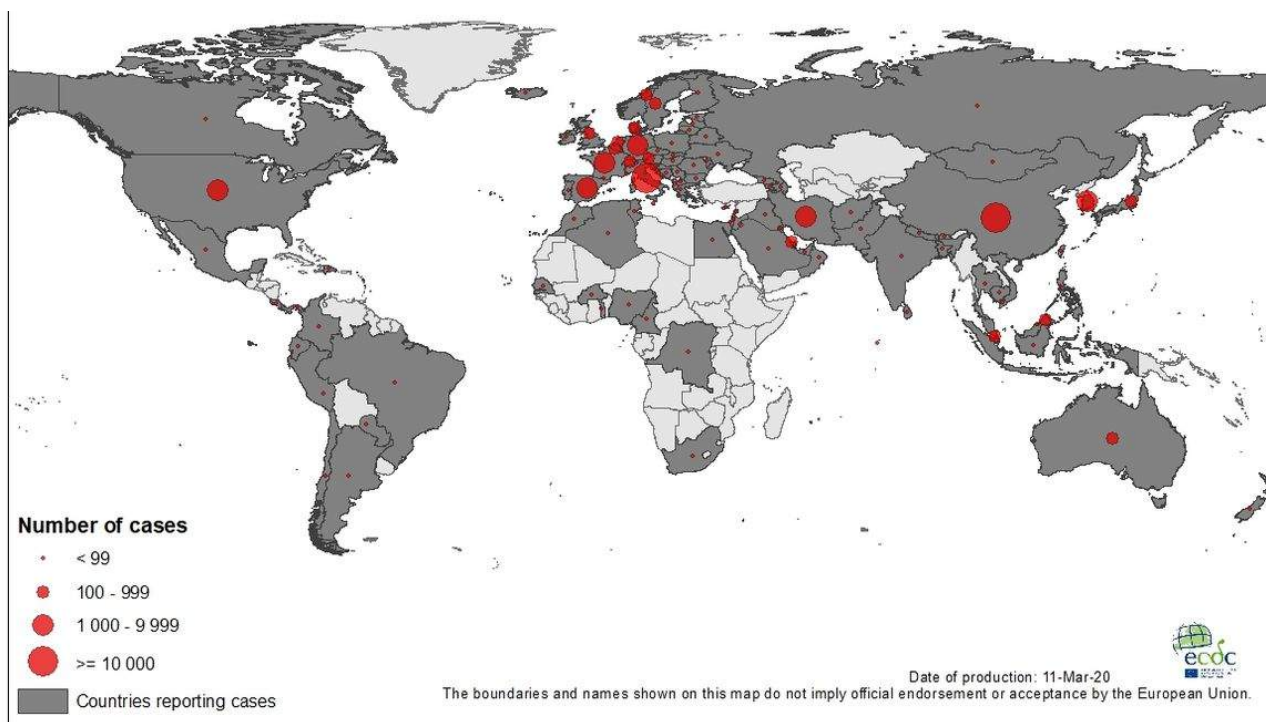 Number of cases
< 99
100 - 999
1 000 - 9 999
>= 10 000
Countries reporting cases
ecdc
Date of production: 11-Mar-20
The boundaries and names shown on this map do not imply official endorsement or acceptance by the European Union.